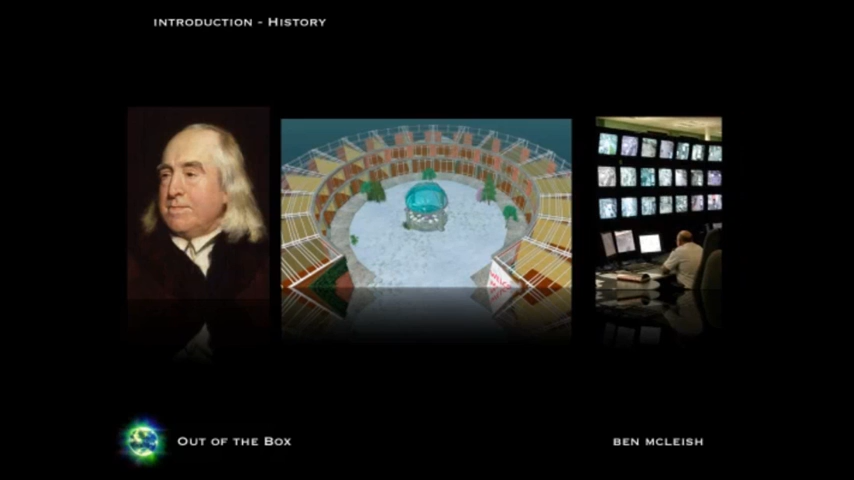 INTRODUCTION - HISTORY
OUT OF THE BOX
BEN MCLEISH